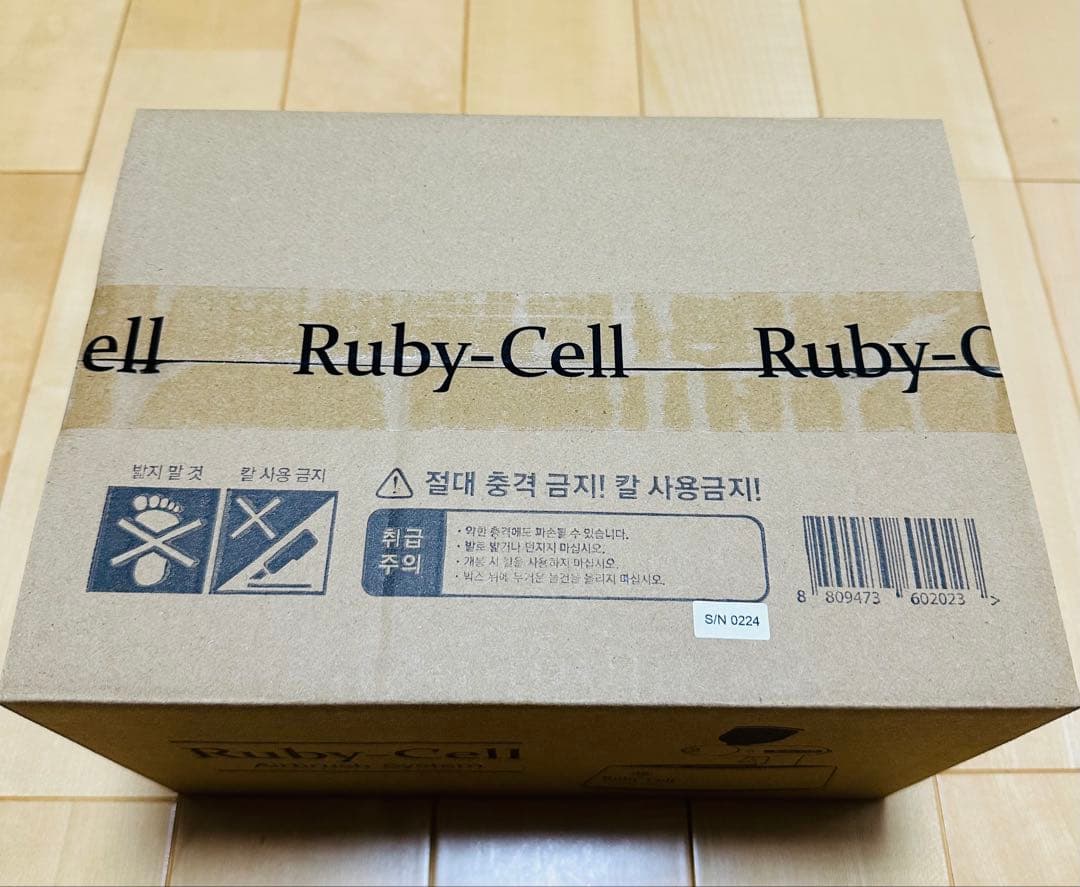 ell Ruby-Cell Ruby-C
밟지 말 것 칼 사용 금지
절대 충격 금지! 칼 사용금지!
취급
주의
· 약한 충격에도 파손될 수 있습니다.
· 발로 밟거나 던지지 마십시오.
· 개봉 시 칼을 사용하지 마십시오.
· 박스 위에 무거운 물건을 올리지 마십시오.
8 809473 602023 >
S/N 0224
Ruby-Cell
Airbrush System
Ruby-Cell